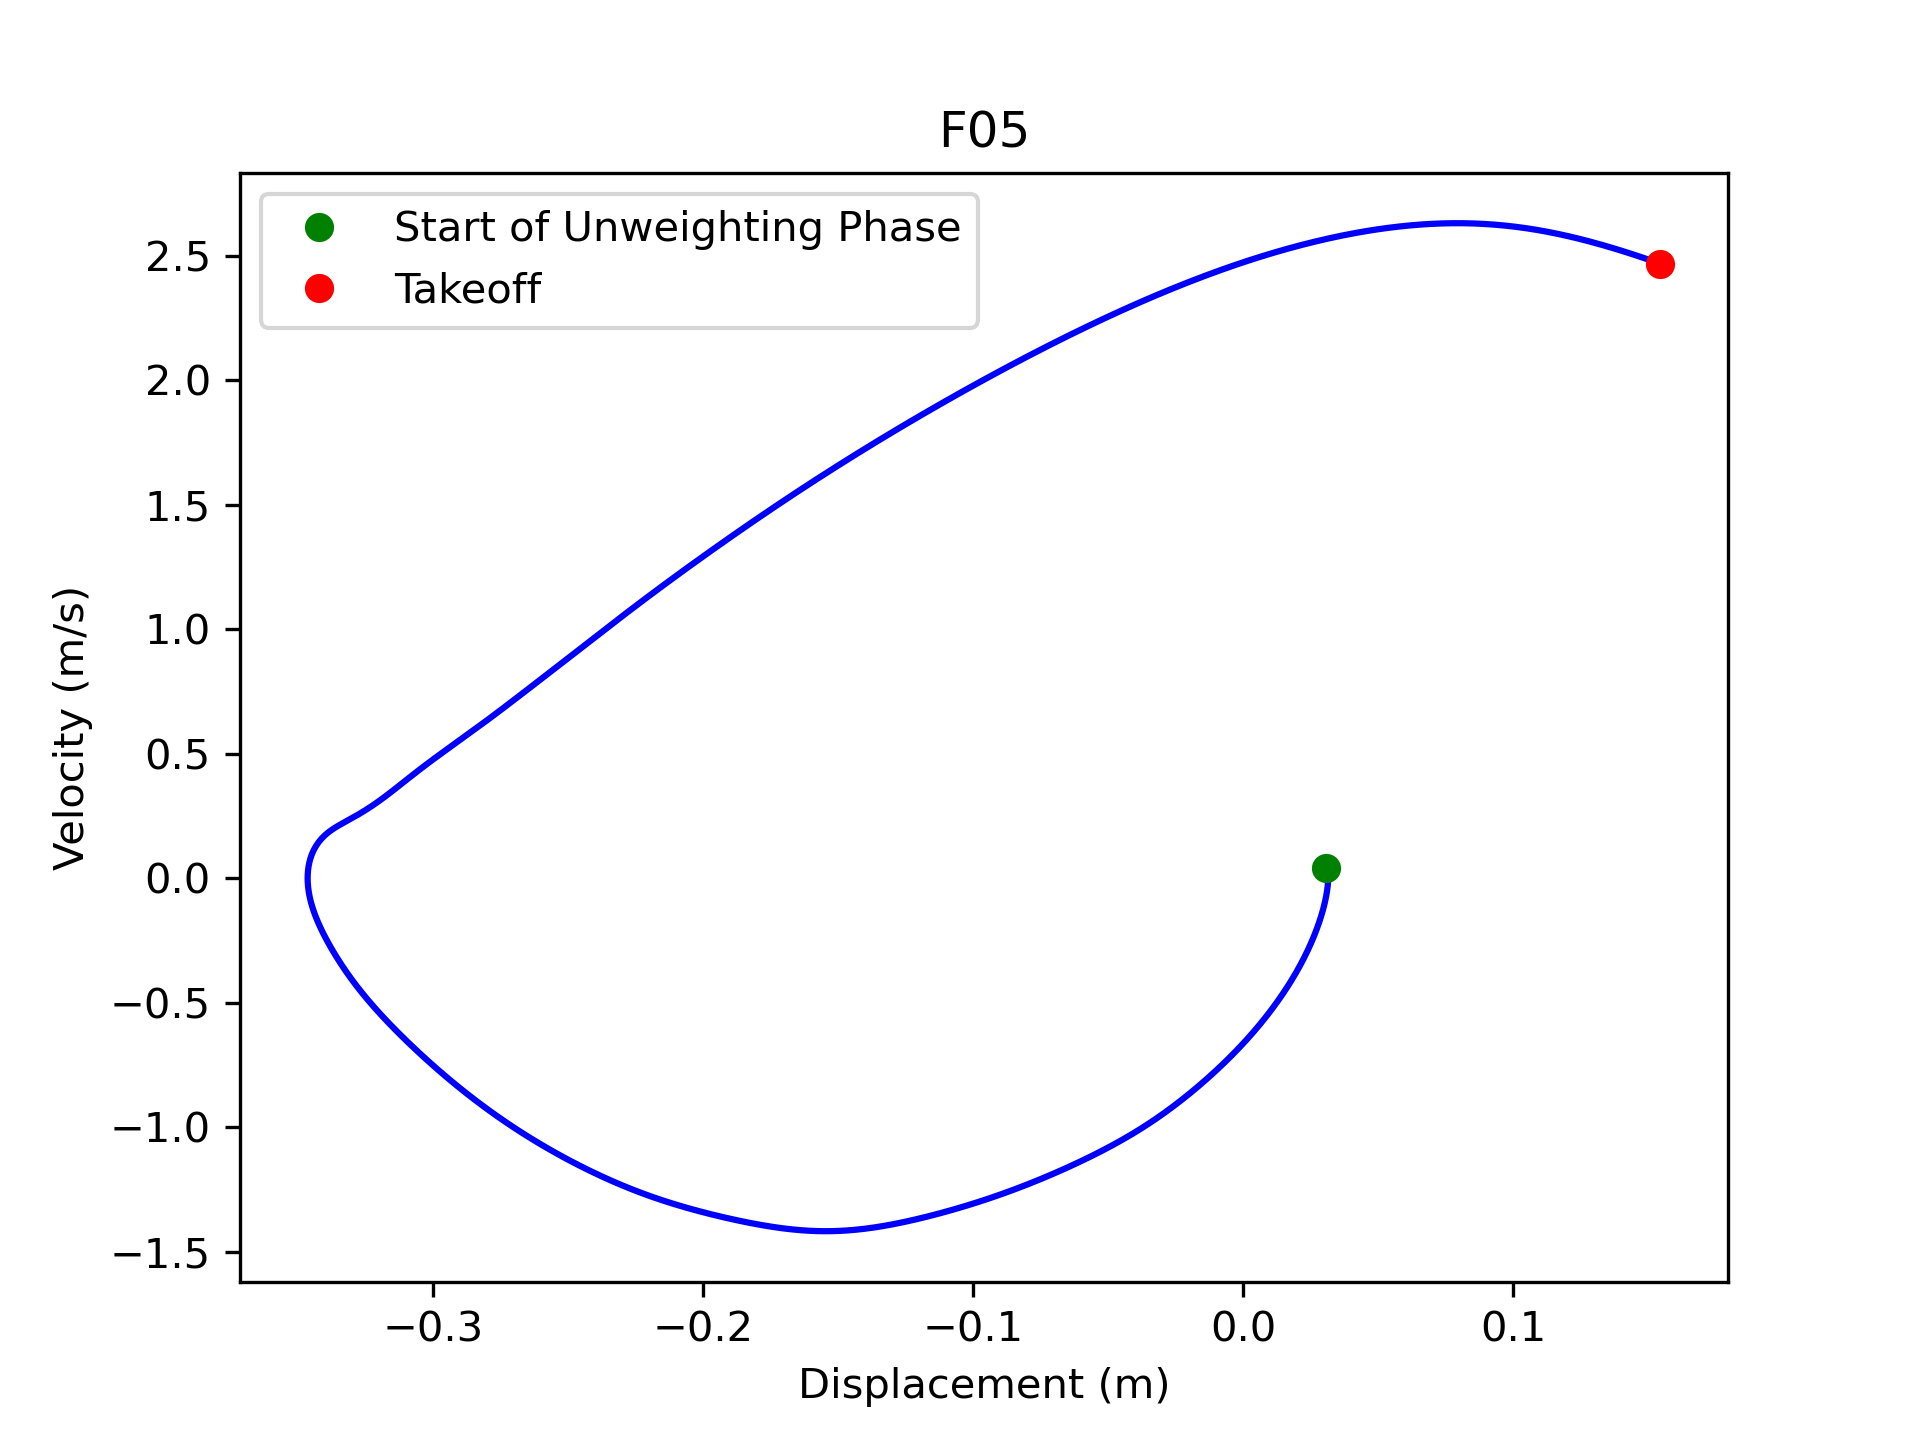 F05
Start of Unweighting Phase
Takeoff
2.5
2.0
1.5
1.0
0.5
0.0
−0.5
−1.0
−1.5
Velocity (m/s)
−0.3 −0.2 −0.1 0.0 0.1
Displacement (m)